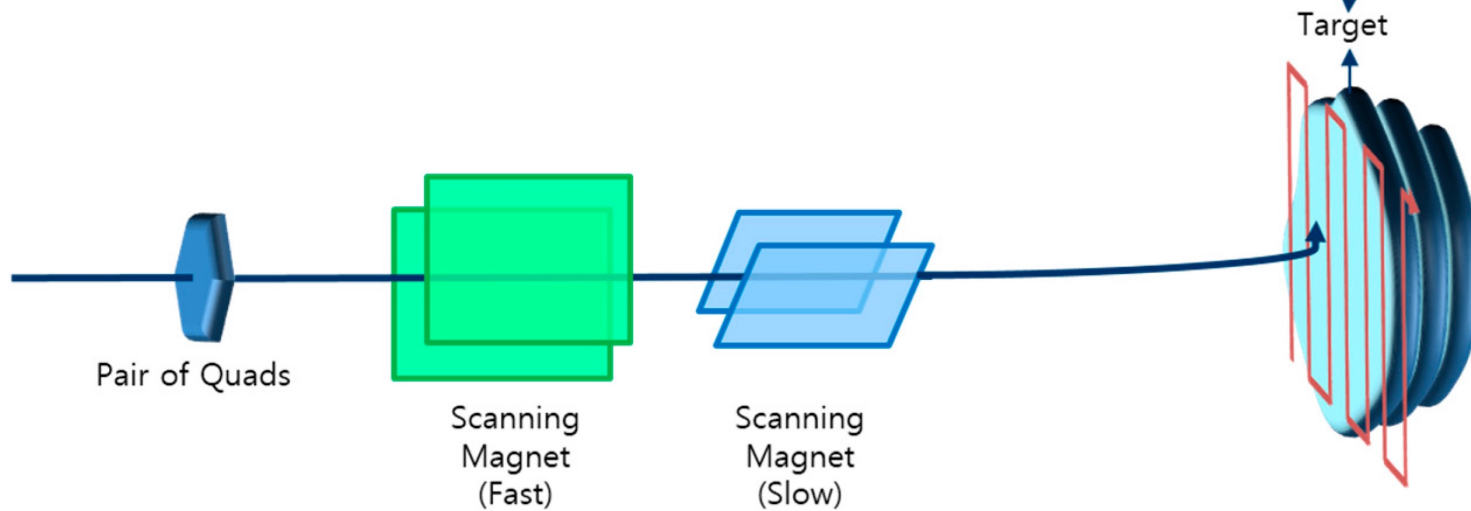 Target
Pair of Quads
Scanning
Magnet
(Fast)
Scanning
Magnet
(Slow)